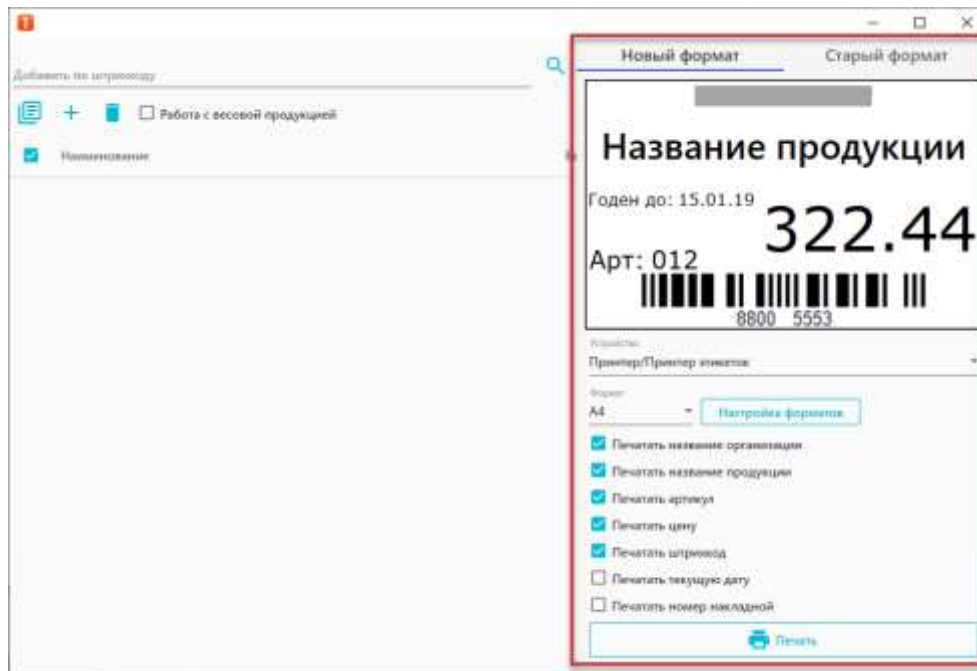 Добавить по штрихкоду
Работа с весовой продукцией
Наименование
Новый формат Старый формат
Название продукции
Годен до: 15.01.19
322.44
Арт: 012
8800 5553
Устройство
Принтер/Принтер этикеток
Формат
А4 Настройка форматов
Печатать название организации
Печатать название продукции
Печатать артикул
Печатать цену
Печатать штрихкод
Печатать текущую дату
Печатать номер накладной
Печать